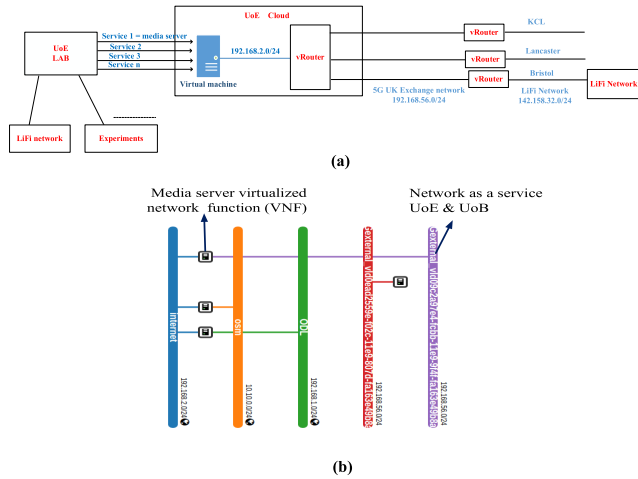 UoE Cloud
KCL
Service 1 = media server
UoE
LAB
Service 2
Service 3
Service n
192.168.2.0/24
Virtual machine
vRouter
vRouter
vRouter
Lancaster
vRouter
Bristol
5G UK Exchange network
192.168.56.0/24
LiFi Network
142.158.32.0/24
LiFi Network
LiFi network
Experiments
(a)
Media server virtualized
network function (VNF)
Network as a service
UoE & UoB
internet
osm
ODL
192.168.2.0/24
10.10.0.0/24
192.168.1.0/24
192.168.56.0/24
192.168.56.0/24
(b)